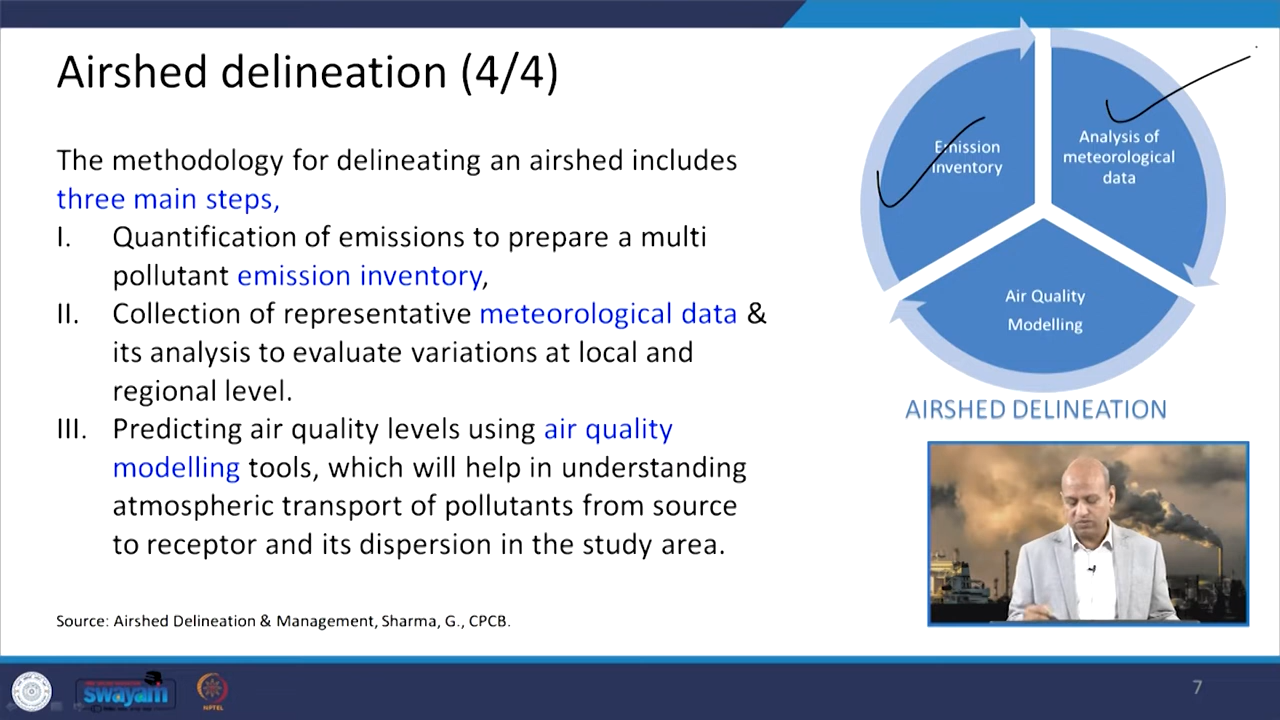 Airshed delineation (4/4)
The methodology for delineating an airshed includes
three main steps,
I. Quantification of emissions to prepare a multi
pollutant emission inventory,
II. Collection of representative meteorological data &
its analysis to evaluate variations at local and
regional level.
III. Predicting air quality levels using air quality
modelling tools, which will help in understanding
atmospheric transport of pollutants from source
to receptor and its dispersion in the study area.
Source: Airshed Delineation & Management, Sharma, G., CPCB.
Emission
inventory
Analysis of
meteorological
data
Air Quality
Modelling
AIRSHED DELINEATION
swayam
NPTEL
7